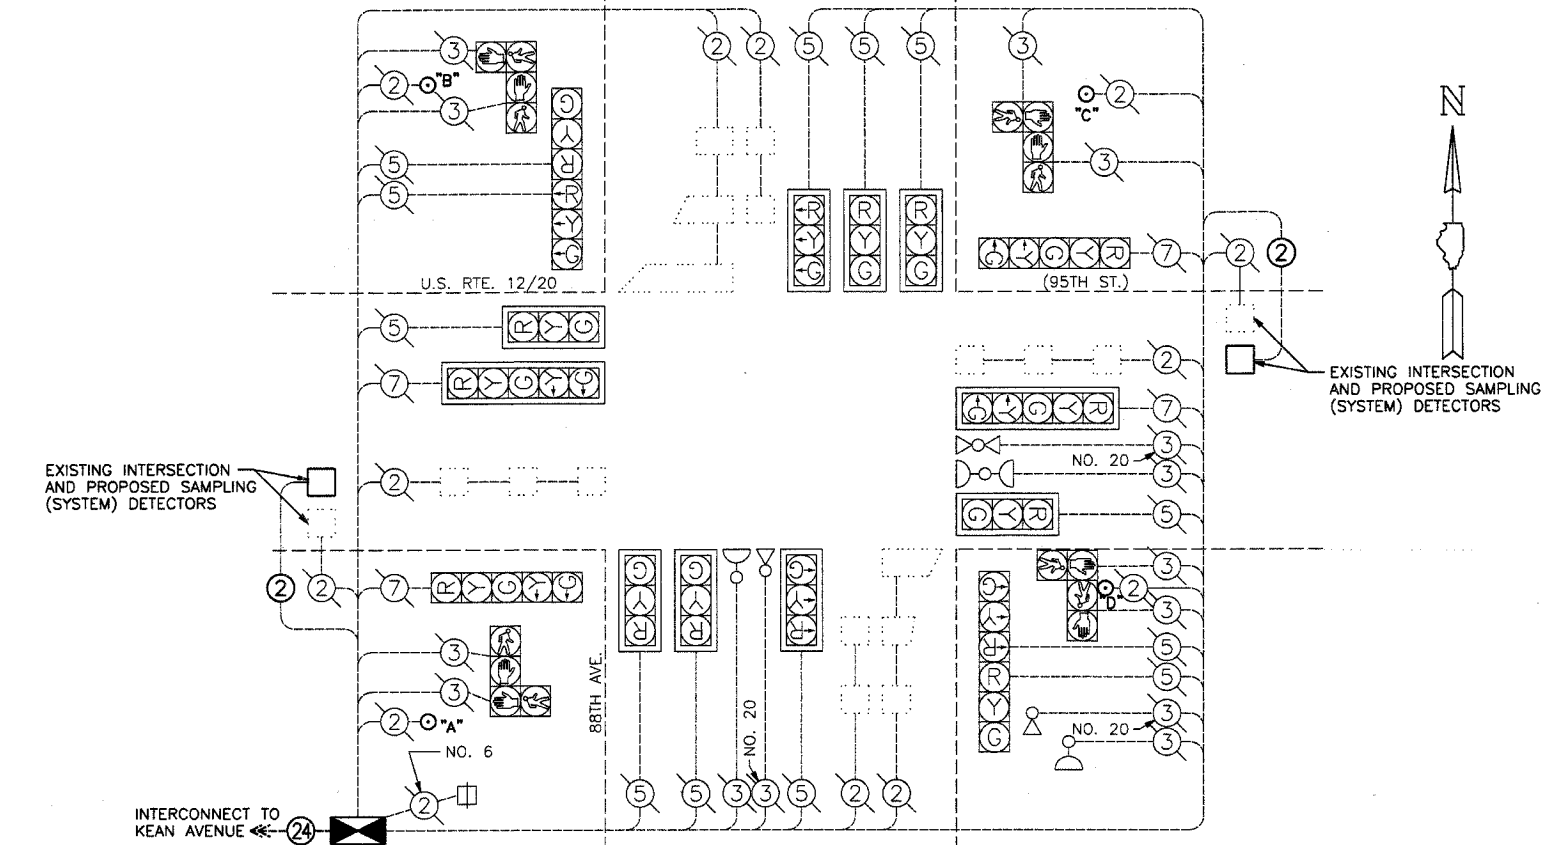 3
2
2
5
5
5
3
2
"B"
2
"C"
3
G
Y
R
R
Y
G
5
5
3
N
R
Y
G
R
Y
G
R
Y
G
G Y G Y R
7
2
2
U.S. RTE. 12/20
(95TH ST.)
5
R Y G
7
R Y G Y G
2
EXISTING INTERSECTION
AND PROPOSED SAMPLING
(SYSTEM) DETECTORS
G Y G Y R
7
3
NO. 20
3
G Y R
5
EXISTING INTERSECTION
AND PROPOSED SAMPLING
(SYSTEM) DETECTORS
2
2
2
7
R Y G Y G
G
Y
R
G
Y
R
G
Y
R
G
Y
R
R
Y
G
3
2
"D"
3
5
5
3
NO. 20
3
3
3
2
"A"
88TH AVE.
NO. 20
NO. 6
2
5
5
3
3
5
2
2
INTERCONNECT TO
KEAN AVENUE
24